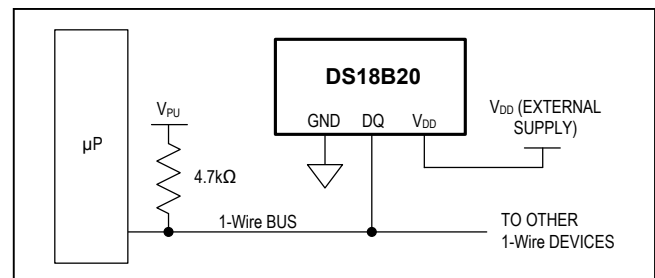 DS18B20
GND DQ VDD
VDD (EXTERNAL
SUPPLY)
VPU
µP
4.7kΩ
1-Wire BUS
TO OTHER
1-Wire DEVICES